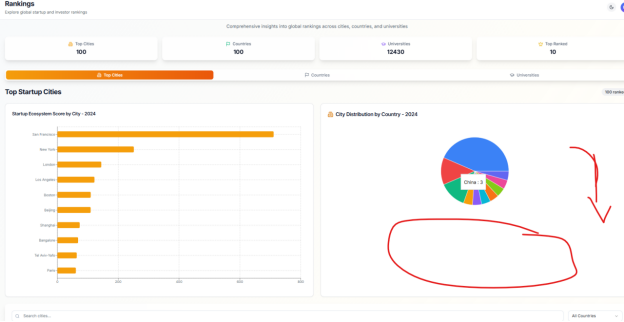 Rankings
Explore global startup and investor rankings
Comprehensive insights into global rankings across cities, countries, and universities
Top Cities
100
Countries
100
Universities
12430
Top Ranked
10
Top Cities
Countries
Universities
Top Startup Cities
Startup Ecosystem Score by City - 2024
San Francisco
New York
London
Los Angeles
Boston
Beijing
Shanghai
Bangalore
Tel Aviv-Yafo
Paris
0
200
400
600
800
City Distribution by Country - 2024
China : 3
Search cities...
All Countries